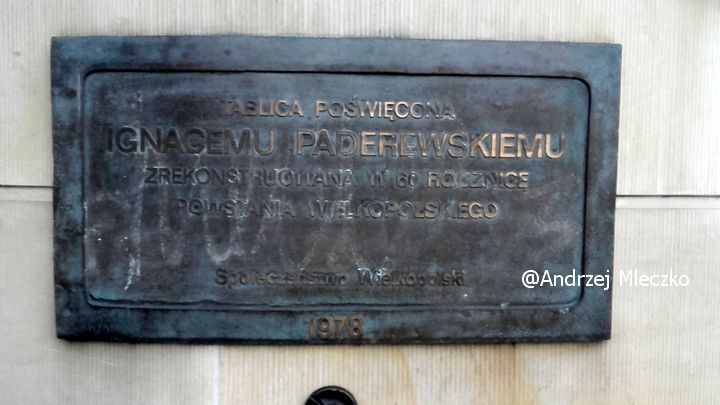 TABLICA POŚWIĘCONA
IGNACEMU PADEREWSKIEMU
ZREKONSTRUOWANA W 60 ROCZNICĘ
POWSTANIA WIELKOPOLSKIEGO
Społeczeństwo Wielkopolski
1978
@Andrzej Mleczko